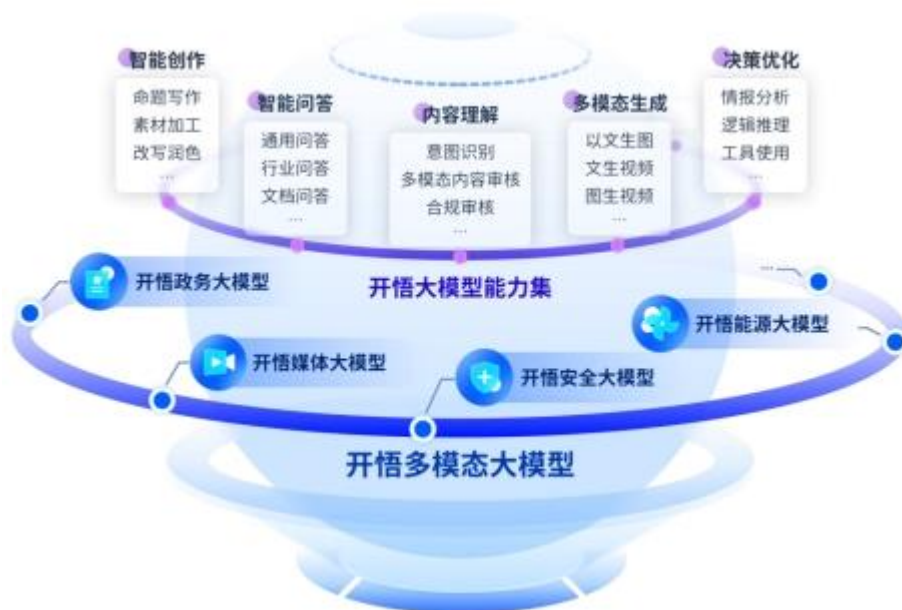 智能创作
命题写作
素材加工
改写润色
...
智能问答
通用问答
行业问答
文档问答
...
内容理解
意图识别
多模态内容审核
合规审核
...
多模态生成
以文生图
文生视频
图生视频
...
决策优化
情报分析
逻辑推理
工具使用
...
开悟大模型能力集
开悟政务大模型
开悟媒体大模型
开悟安全大模型
开悟能源大模型
...
开悟多模态大模型